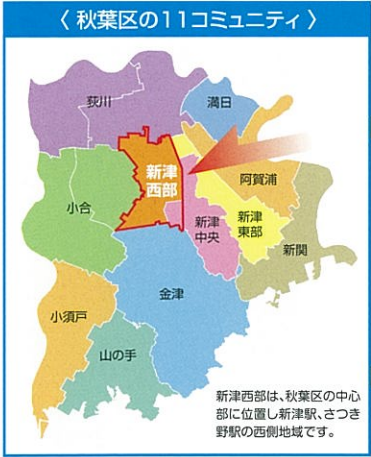 〈 秋葉区の11コミュニティ 〉
荻川
満日
新津
西部
阿賀浦
小合
新津
中央
新津
東部
新関
金津
小須戸
山の手
新津西部は、秋葉区の中心
部に位置し新津駅、さつき
野駅の西側地域です。